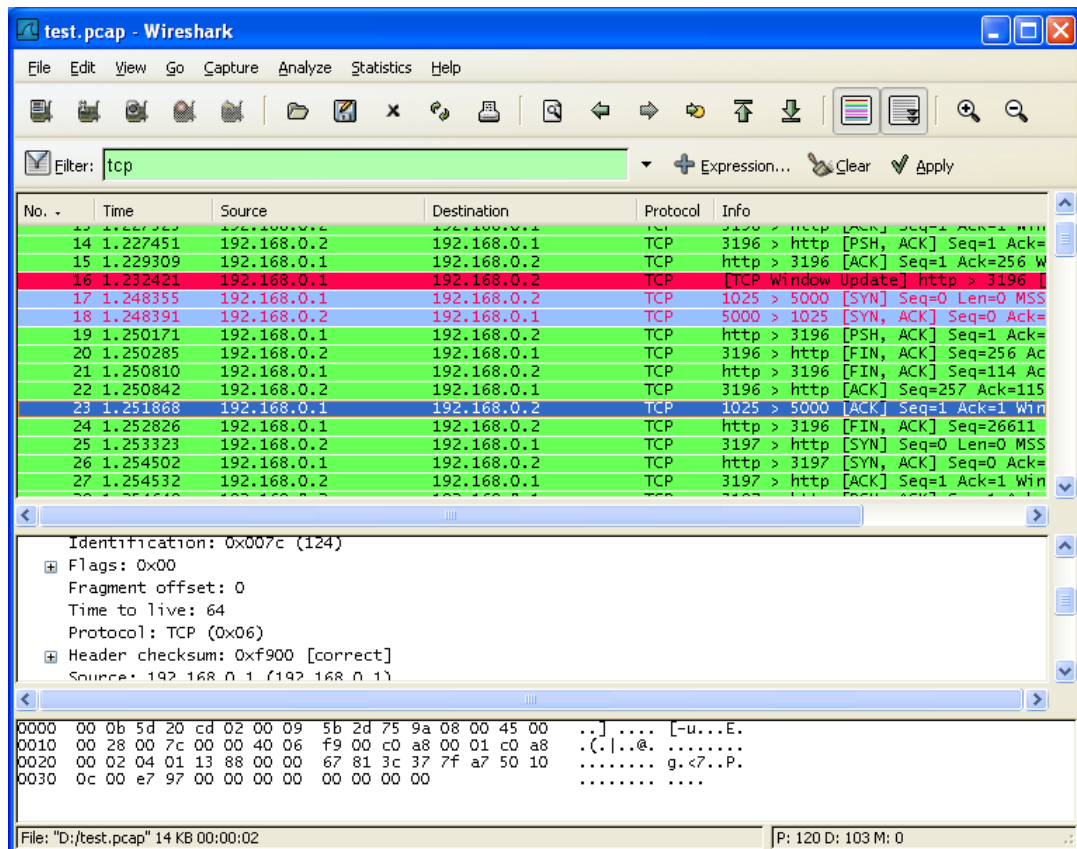 test.pcap - Wireshark
File Edit View Go Capture Analyze Statistics Help
Filter: tcp Expression... Clear Apply
No. Time Source Destination Protocol Info
14 1.227451 192.168.0.2 192.168.0.1 TCP 3196 > http [PSH, ACK] Seq=1 Ack=
15 1.229309 192.168.0.1 192.168.0.2 TCP http > 3196 [ACK] Seq=1 Ack=256 W
16 1.232421 192.168.0.1 192.168.0.2 TCP [TCP Window Update] http > 3196 [
17 1.248355 192.168.0.1 192.168.0.2 TCP 1025 > 5000 [SYN] Seq=0 Len=0 MSS
18 1.248391 192.168.0.2 192.168.0.1 TCP 5000 > 1025 [SYN, ACK] Seq=0 Ack=
19 1.250171 192.168.0.1 192.168.0.2 TCP http > 3196 [PSH, ACK] Seq=1 Ack=
20 1.250285 192.168.0.2 192.168.0.1 TCP 3196 > http [FIN, ACK] Seq=256 Ac
21 1.250810 192.168.0.1 192.168.0.2 TCP http > 3196 [FIN, ACK] Seq=114 Ac
22 1.250842 192.168.0.2 192.168.0.1 TCP 3196 > http [ACK] Seq=257 Ack=115
23 1.251868 192.168.0.1 192.168.0.2 TCP 1025 > 5000 [ACK] Seq=1 Ack=1 Win
24 1.252826 192.168.0.1 192.168.0.2 TCP http > 3196 [FIN, ACK] Seq=26611
25 1.253323 192.168.0.2 192.168.0.1 TCP 3197 > http [SYN] Seq=0 Len=0 MSS
26 1.254502 192.168.0.1 192.168.0.2 TCP http > 3197 [SYN, ACK] Seq=0 Ack=
27 1.254532 192.168.0.2 192.168.0.1 TCP 3197 > http [ACK] Seq=1 Ack=1 Win
Identification: 0x007c (124)
Flags: 0x00
Fragment offset: 0
Time to live: 64
Protocol: TCP (0x06)
Header checksum: 0xf900 [correct]
Source: 192.168.0.1 (192.168.0.1)
0000 00 0b 5d 20 cd 02 00 09 5b 2d 75 9a 08 00 45 00 ..] .... [-u...E.
0010 00 28 00 7c 00 00 40 06 f9 00 c0 a8 00 01 c0 a8 .(.|..@. ........
0020 00 02 04 01 13 88 00 00 67 81 3c 37 7f a7 50 10 ........ g.<7..P.
0030 0c 00 e7 97 00 00 00 00 00 00 00 00 ........ ....
File: "D:/test.pcap" 14 KB 00:00:02 P: 120 D: 103 M: 0